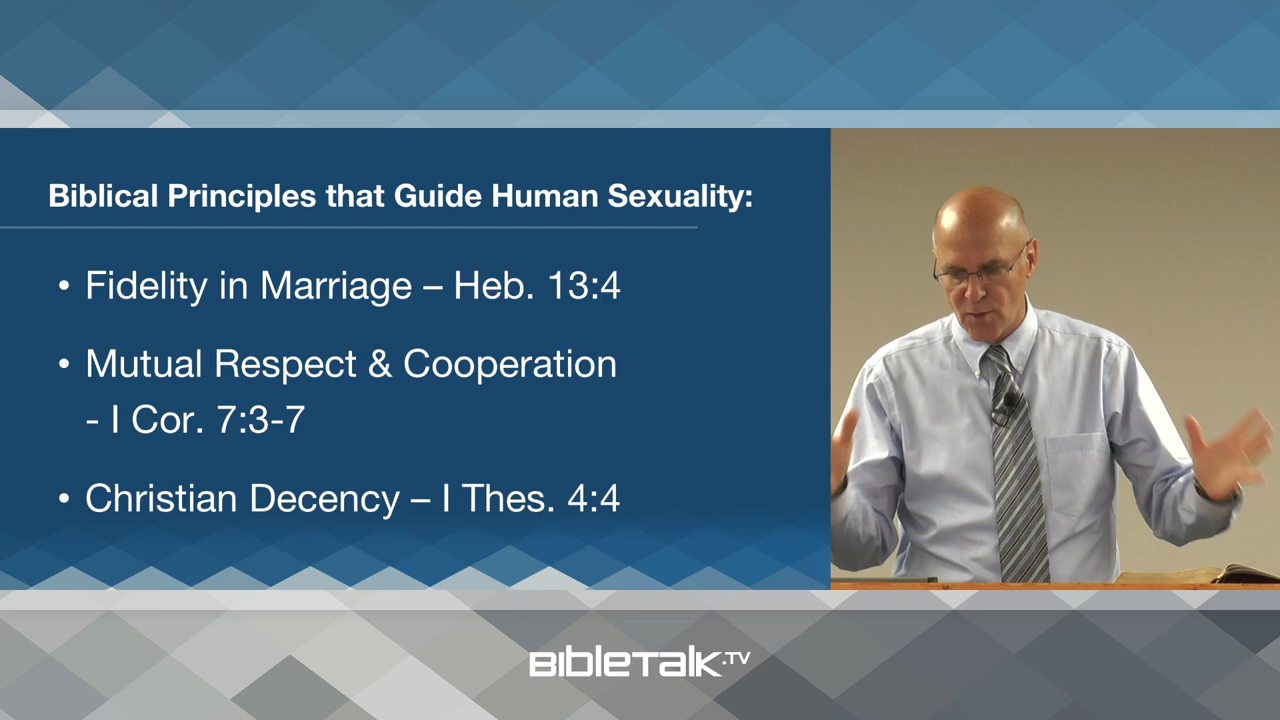 Biblical Principles that Guide Human Sexuality:
• Fidelity in Marriage – Heb. 13:4
• Mutual Respect & Cooperation
- I Cor. 7:3-7
• Christian Decency – I Thes. 4:4
BIBLETALK.TV